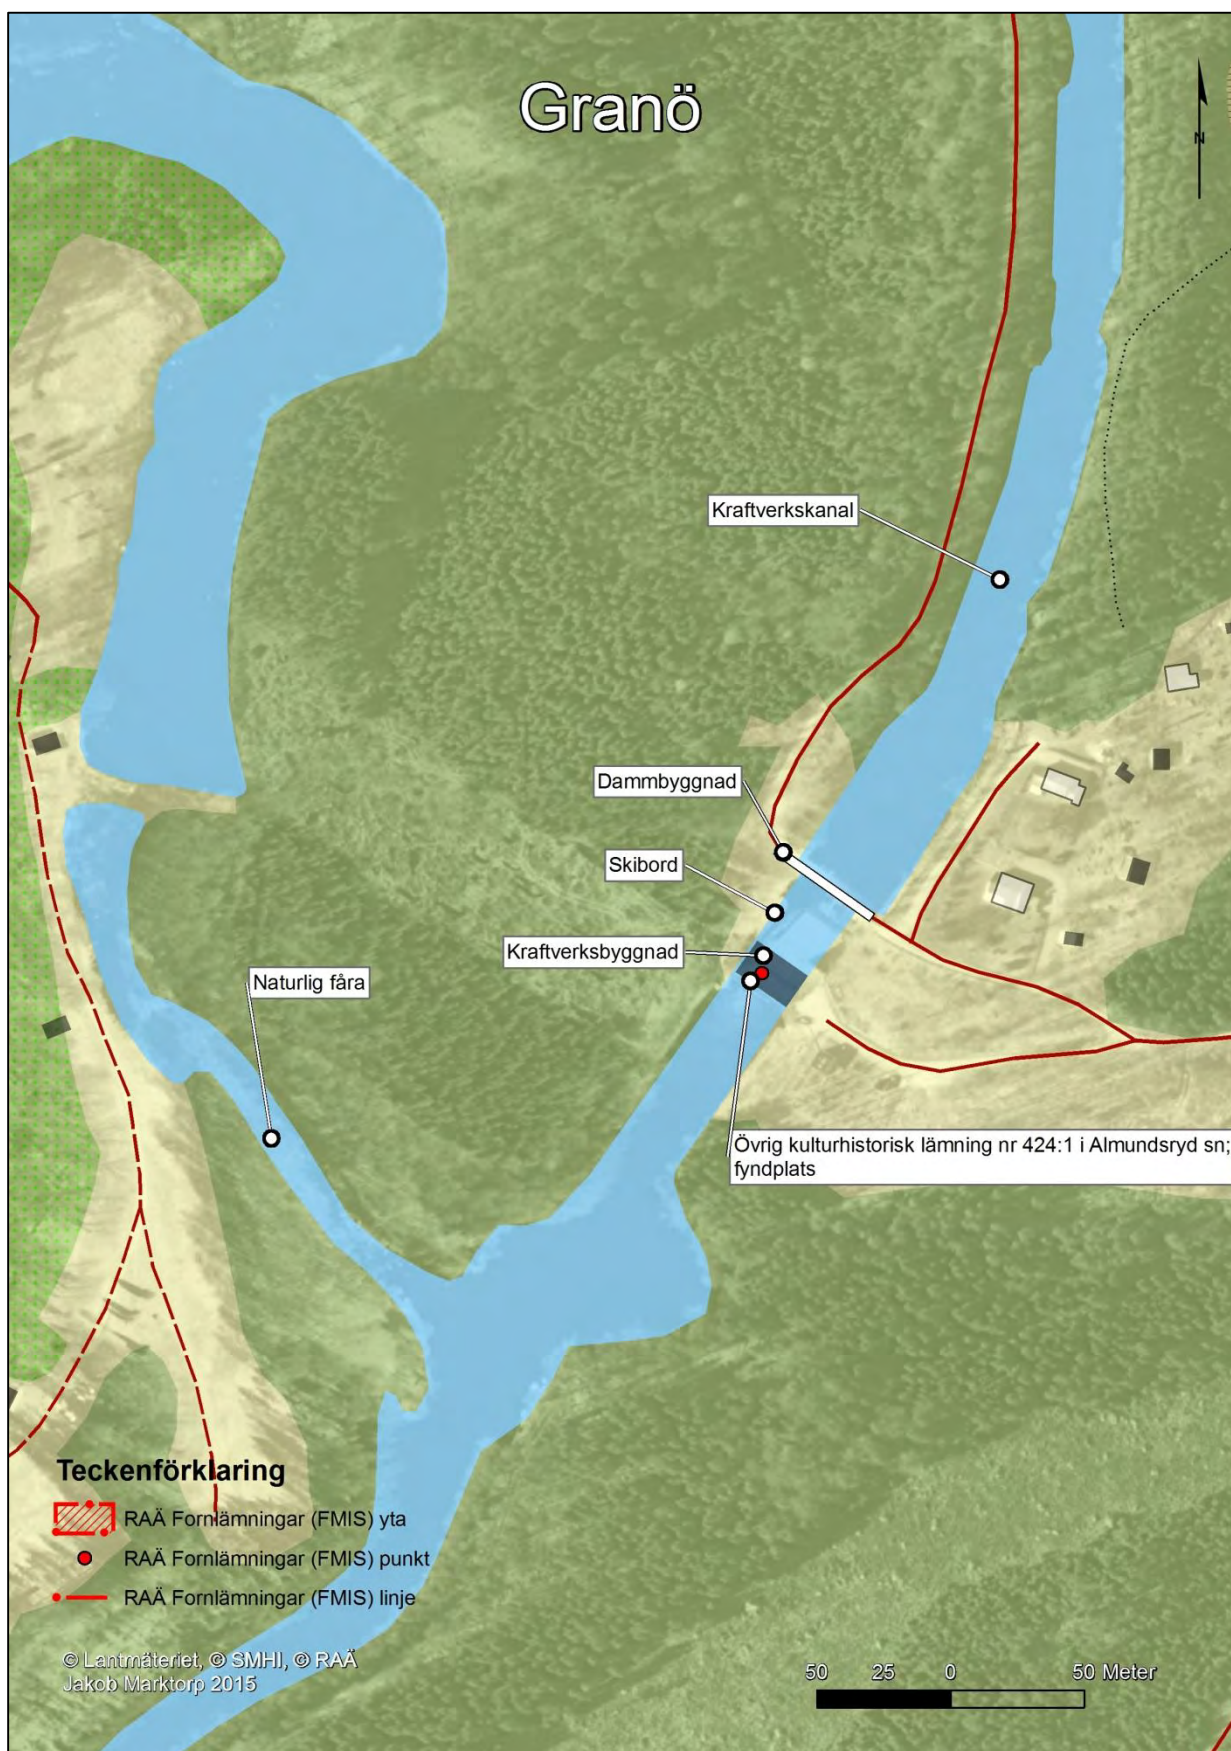 Granö
N
Kraftverkskanal
Dammbyggnad
Skibord
Kraftverksbyggnad
Naturlig fåra
Övrig kulturhistorisk lämning nr 424:1 i Almundsryd sn;
fyndplats
Teckenförklaring
RAÄ Fornlämningar (FMIS) yta
RAÄ Fornlämningar (FMIS) punkt
RAÄ Fornlämningar (FMIS) linje
© Lantmäteriet, © SMHI, © RAÄ
Jakob Marktorp 2015
50 25 0 50 Meter